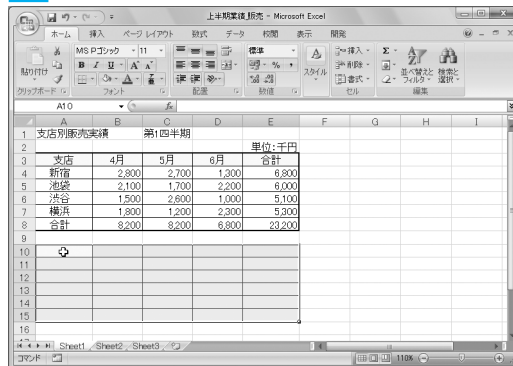 上半期業績_販売 - Microsoft Excel
ホーム 挿入 ページ レイアウト 数式 データ 校閲 表示 開発
貼り付け
MS Pゴシック 11
B I U A A
標準
% ,
スタイル
挿入
削除
書式
Σ
並べ替えと フィルタ
検索と 選択
クリップボード フォント 配置 数値 セル 編集
A10 fx
A B C D E F G H I
1 支店別販売実績 第1四半期
2 単位:千円
3 支店 4月 5月 6月 合計
4 新宿 2,800 2,700 1,300 6,800
5 池袋 2,100 1,700 2,200 6,000
6 渋谷 1,500 2,600 1,000 5,100
7 横浜 1,800 1,200 2,300 5,300
8 合計 8,200 8,200 6,800 23,200
9
10
11
12
13
14
15
16
17
Sheet1 Sheet2 Sheet3
コマンド 110%